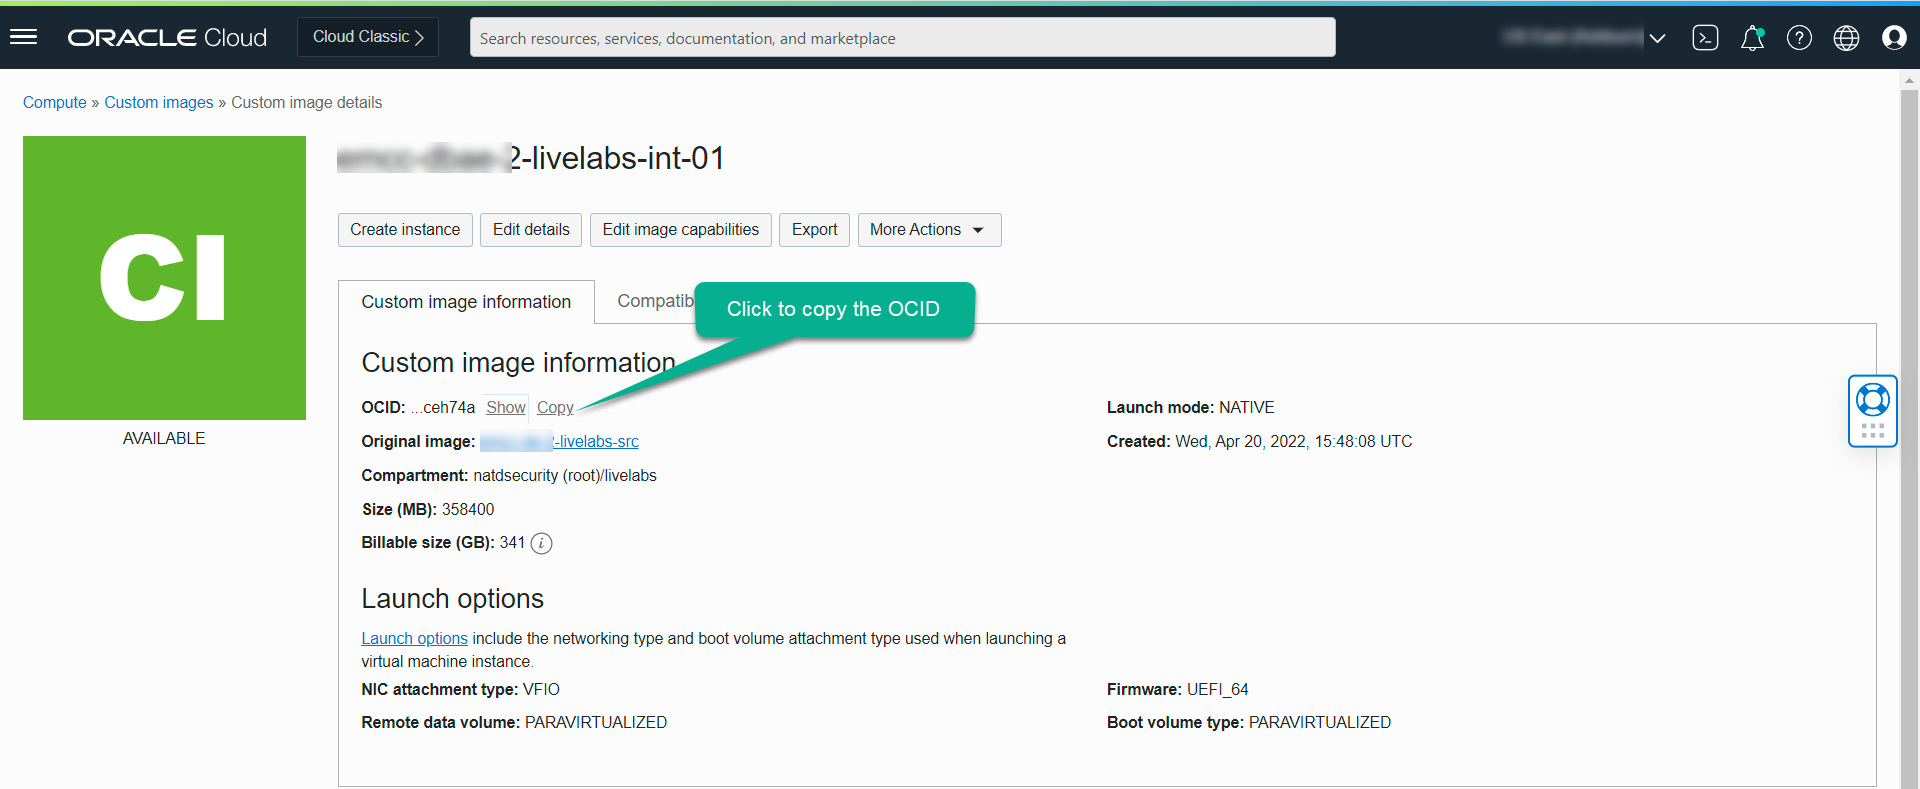 ORACLE Cloud
Cloud Classic
Search resources, services, documentation, and marketplace
Compute » Custom images » Custom image details
CI
AVAILABLE
2-livelabs-int-01
Create instance
Edit details
Edit image capabilities
Export
More Actions
Custom image information
Compatib
Click to copy the OCID
Custom image information
OCID: ...ceh74a Show Copy
Original image: -livelabs-src
Compartment: natdsecurity (root)/livelabs
Size (MB): 358400
Billable size (GB): 341 i
Launch mode: NATIVE
Created: Wed, Apr 20, 2022, 15:48:08 UTC
Launch options
Launch options include the networking type and boot volume attachment type used when launching a
virtual machine instance.
NIC attachment type: VFIO
Remote data volume: PARAVIRTUALIZED
Firmware: UEFI_64
Boot volume type: PARAVIRTUALIZED